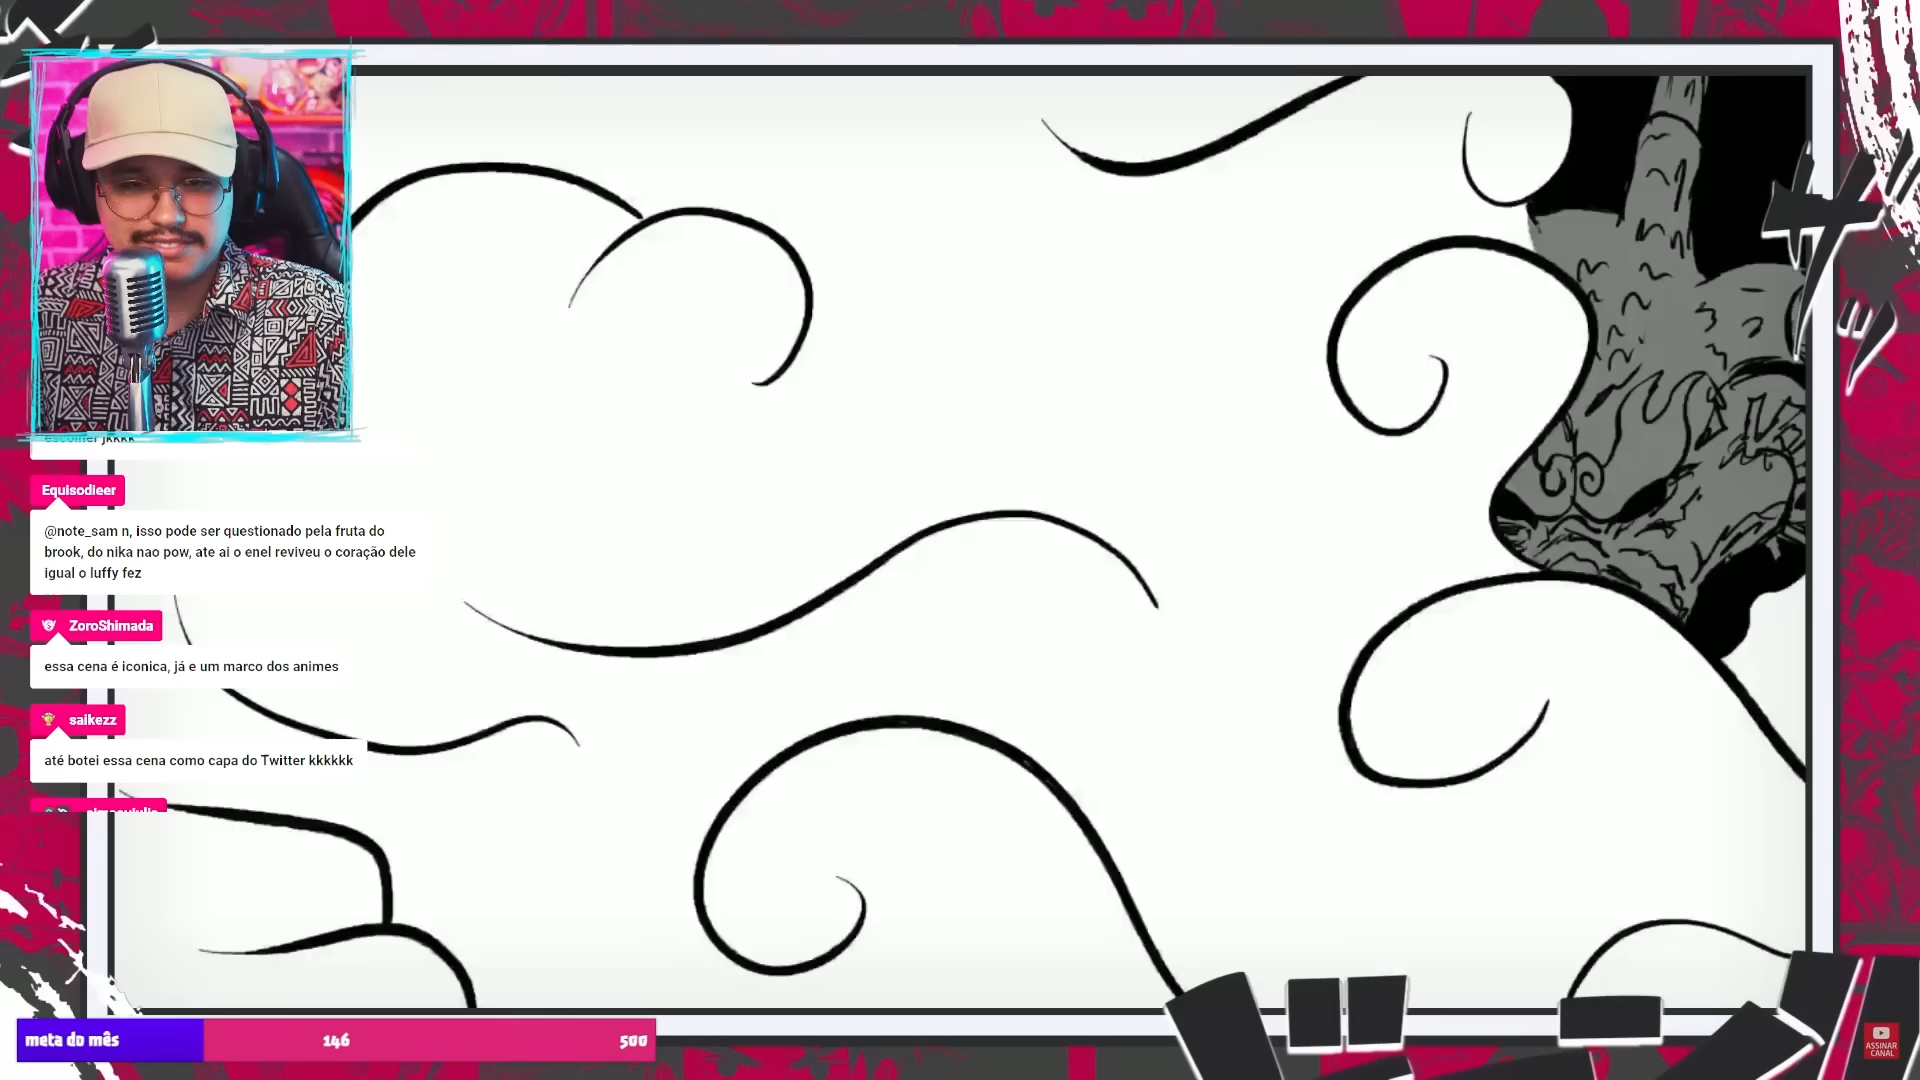 escolher jkkkk
Equisodieer
@note_sam n, isso pode ser questionado pela fruta do
brook, do nika nao pow, ate ai o enel reviveu o coração dele
igual o luffy fez
ZoroShimada
essa cena é iconica, já e um marco dos animes
saikezz
até botei essa cena como capa do Twitter kkkkkk
meta do mês
146
500
ASSINAR
CANAL